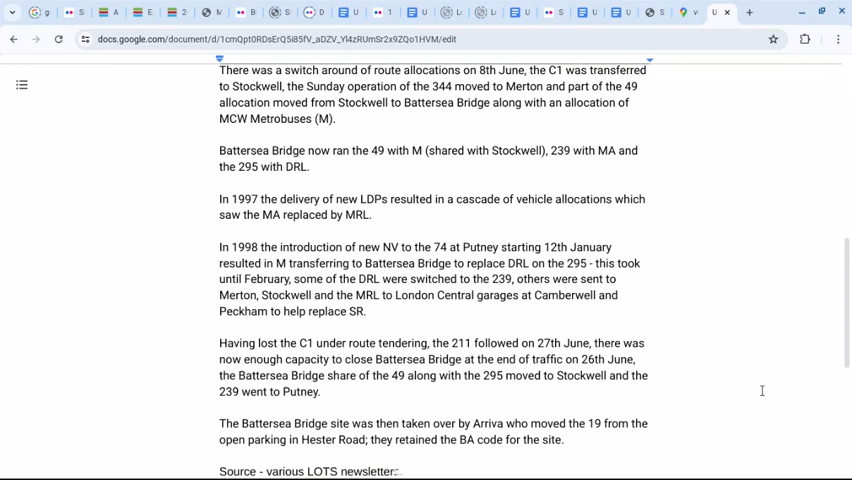 docs.google.com/document/d/1cmQpt0RDsErQ5i85fV_aDZV_Yl4zRUmSr2x9ZQo1HVM/edit
There was a switch around of route allocations on 8th June, the C1 was transferred
to Stockwell, the Sunday operation of the 344 moved to Merton and part of the 49
allocation moved from Stockwell to Battersea Bridge along with an allocation of
MCW Metrobuses (M).
Battersea Bridge now ran the 49 with M (shared with Stockwell), 239 with MA and
the 295 with DRL.
In 1997 the delivery of new LDPs resulted in a cascade of vehicle allocations which
saw the MA replaced by MRL.
In 1998 the introduction of new NV to the 74 at Putney starting 12th January
resulted in M transferring to Battersea Bridge to replace DRL on the 295 - this took
until February, some of the DRL were switched to the 239, others were sent to
Merton, Stockwell and the MRL to London Central garages at Camberwell and
Peckham to help replace SR.
Having lost the C1 under route tendering, the 211 followed on 27th June, there was
now enough capacity to close Battersea Bridge at the end of traffic on 26th June,
the Battersea Bridge share of the 49 along with the 295 moved to Stockwell and the
239 went to Putney.
The Battersea Bridge site was then taken over by Arriva who moved the 19 from the
open parking in Hester Road; they retained the BA code for the site.
Source - various LOTS newsletter